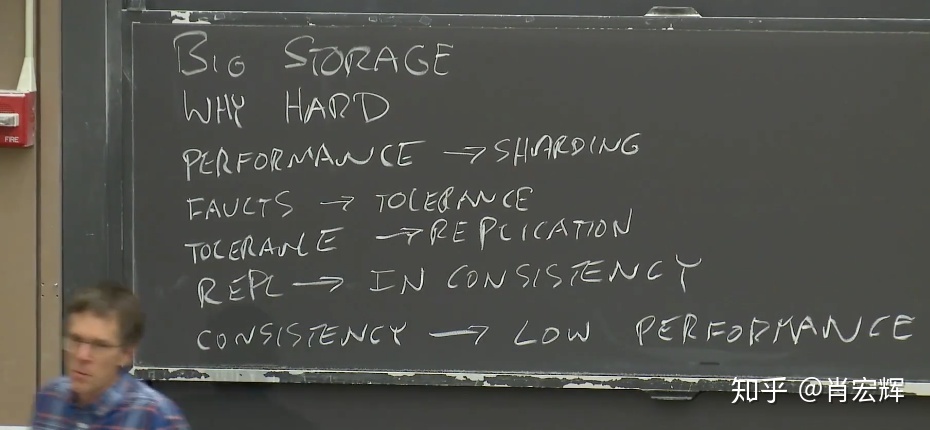 BIG STORAGE
WHY HARD
PERFORMANCE → SHARDING
FAULTS → TOLERANCE
TOLERANCE → REPLICATION
REPL → IN CONSISTENCY
CONSISTENCY → LOW PERFORMANCE
FIRE
知乎 @肖宏辉